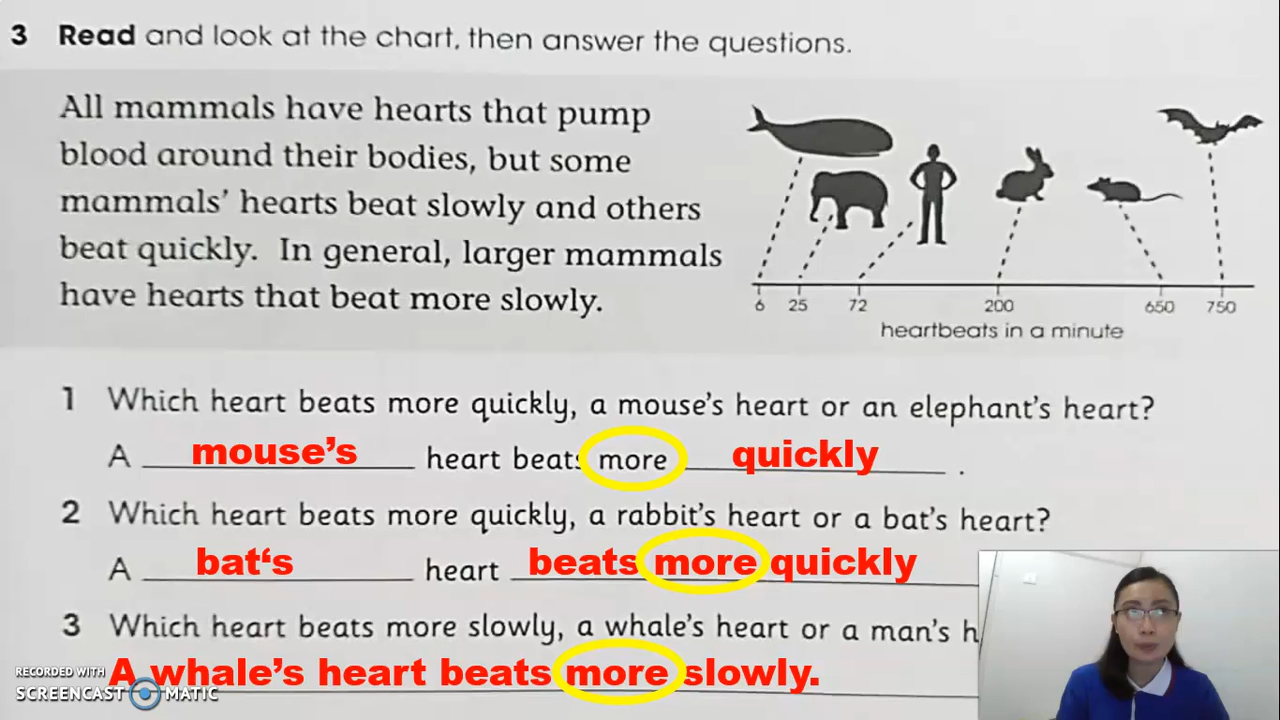 3 Read and look at the chart, then answer the questions.
All mammals have hearts that pump
blood around their bodies, but some
mammals' hearts beat slowly and others
beat quickly. In general, larger mammals
have hearts that beat more slowly.
6 25 72 200 650 750
heartbeats in a minute
1 Which heart beats more quickly, a mouse's heart or an elephant's heart?
A mouse's heart beats more quickly .
2 Which heart beats more quickly, a rabbit's heart or a bat's heart?
A bat‘s heart beats more quickly
3 Which heart beats more slowly, a whale's heart or a man's
A whale's heart beats more slowly.
RECORDED WITH
SCREENCAST MATIC